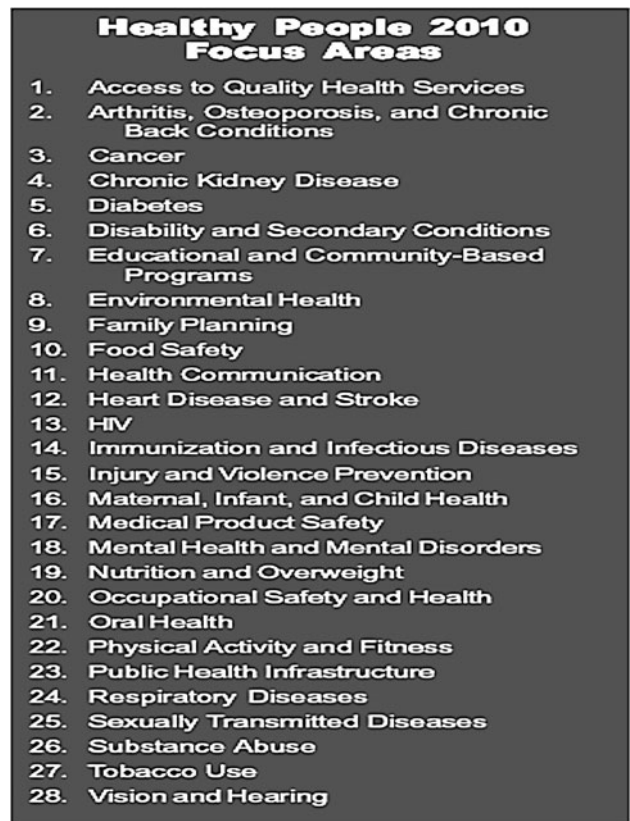 Healthy People 2010
Focus Areas
1. Access to Quality Health Services
2. Arthritis, Osteoporosis, and Chronic
Back Conditions
3. Cancer
4. Chronic Kidney Disease
5. Diabetes
6. Disability and Secondary Conditions
7. Educational and Community-Based
Programs
8. Environmental Health
9. Family Planning
10. Food Safety
11. Health Communication
12. Heart Disease and Stroke
13. HIV
14. Immunization and Infectious Diseases
15. Injury and Violence Prevention
16. Maternal, Infant, and Child Health
17. Medical Product Safety
18. Mental Health and Mental Disorders
19. Nutrition and Overweight
20. Occupational Safety and Health
21. Oral Health
22. Physical Activity and Fitness
23. Public Health Infrastructure
24. Respiratory Diseases
25. Sexually Transmitted Diseases
26. Substance Abuse
27. Tobacco Use
28. Vision and Hearing